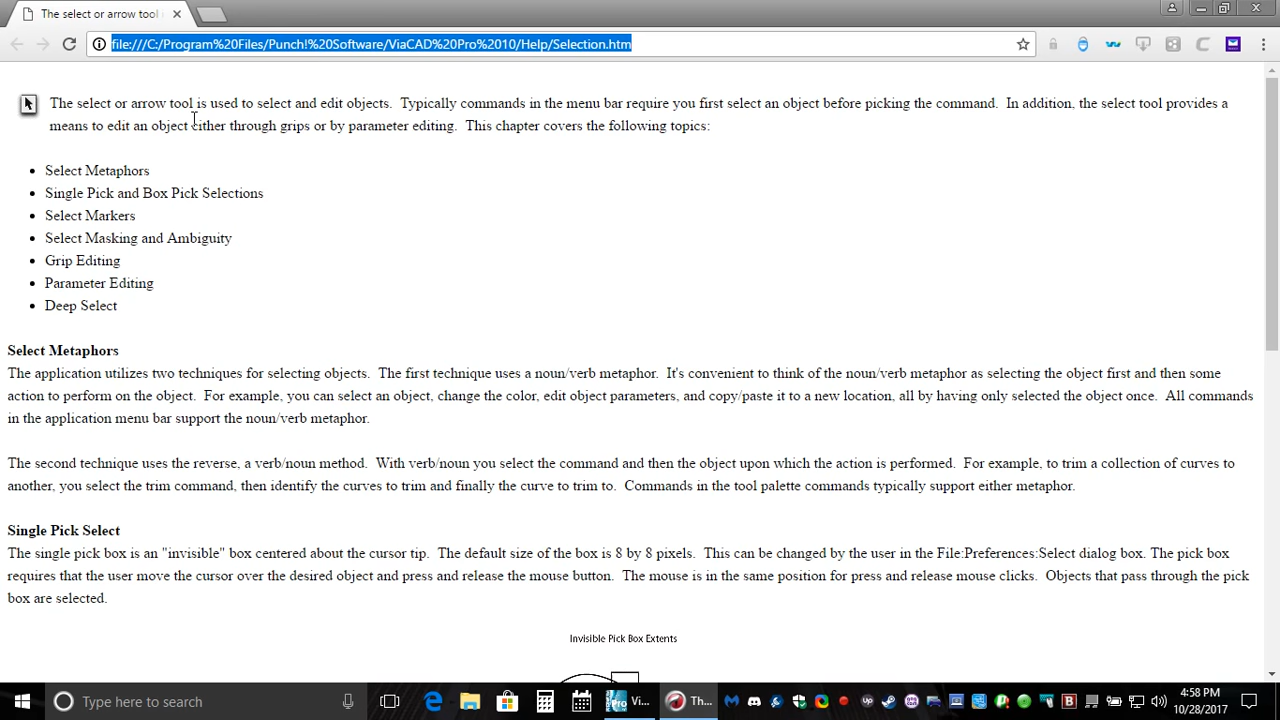 The select or arrow tool i
file:///C:/Program%20Files/Punch!%20Software/ViaCAD%20Pro%2010/Help/Selection.htm
The select or arrow tool is used to select and edit objects.  Typically commands in the menu bar require you first select an object before picking the command.  In addition, the select tool provides a
means to edit an object either through grips or by parameter editing.  This chapter covers the following topics:
Select Metaphors
Single Pick and Box Pick Selections
Select Markers
Select Masking and Ambiguity
Grip Editing
Parameter Editing
Deep Select
Select Metaphors
The application utilizes two techniques for selecting objects.  The first technique uses a noun/verb metaphor.  It's convenient to think of the noun/verb metaphor as selecting the object first and then some
action to perform on the object.  For example, you can select an object, change the color, edit object parameters, and copy/paste it to a new location, all by having only selected the object once.  All commands
in the application menu bar support the noun/verb metaphor.
The second technique uses the reverse, a verb/noun method.  With verb/noun you select the command and then the object upon which the action is performed.  For example, to trim a collection of curves to
another, you select the trim command, then identify the curves to trim and finally the curve to trim to.  Commands in the tool palette commands typically support either metaphor.
Single Pick Select
The single pick box is an "invisible" box centered about the cursor tip.  The default size of the box is 8 by 8 pixels.  This can be changed by the user in the File:Preferences:Select dialog box. The pick box
requires that the user move the cursor over the desired object and press and release the mouse button.  The mouse is in the same position for press and release mouse clicks.  Objects that pass through the pick
box are selected.
Invisible Pick Box Extents
Type here to search
Pro
Vi...
Th...
Up
4:58 PM
10/28/2017